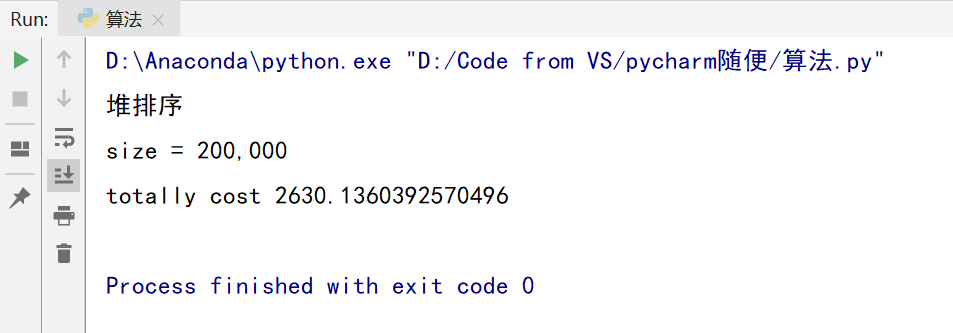 Run: 算法
D:\Anaconda\python.exe "D:/Code from VS/pycharm随便/算法.py"
堆排序
size = 200,000
totally cost 2630.1360392570496
Process finished with exit code 0